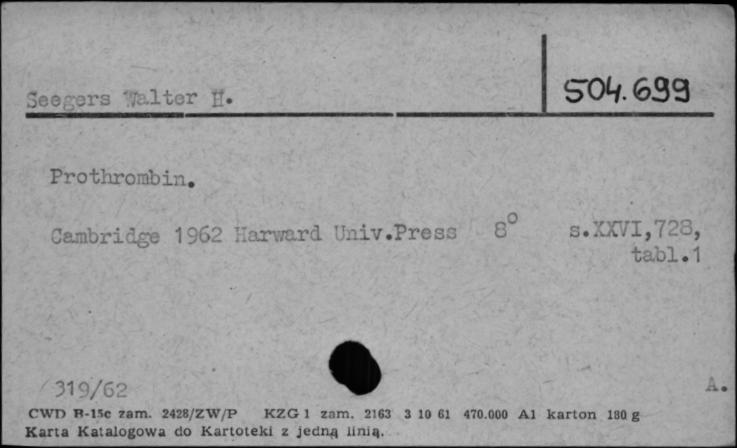 504.699
Seegers Walter H.
Prothrombin.
Cambridge 1962 Harward Univ.Press 8° s.XXVI,728,
tabl.1
319/62 A.
CWD B-15c zam. 2428/ZW/P KZG 1 zam. 2163 3 10 61 470.000 A1 karton 180 g
Karta Katalogowa do Kartoteki z jedną linią.